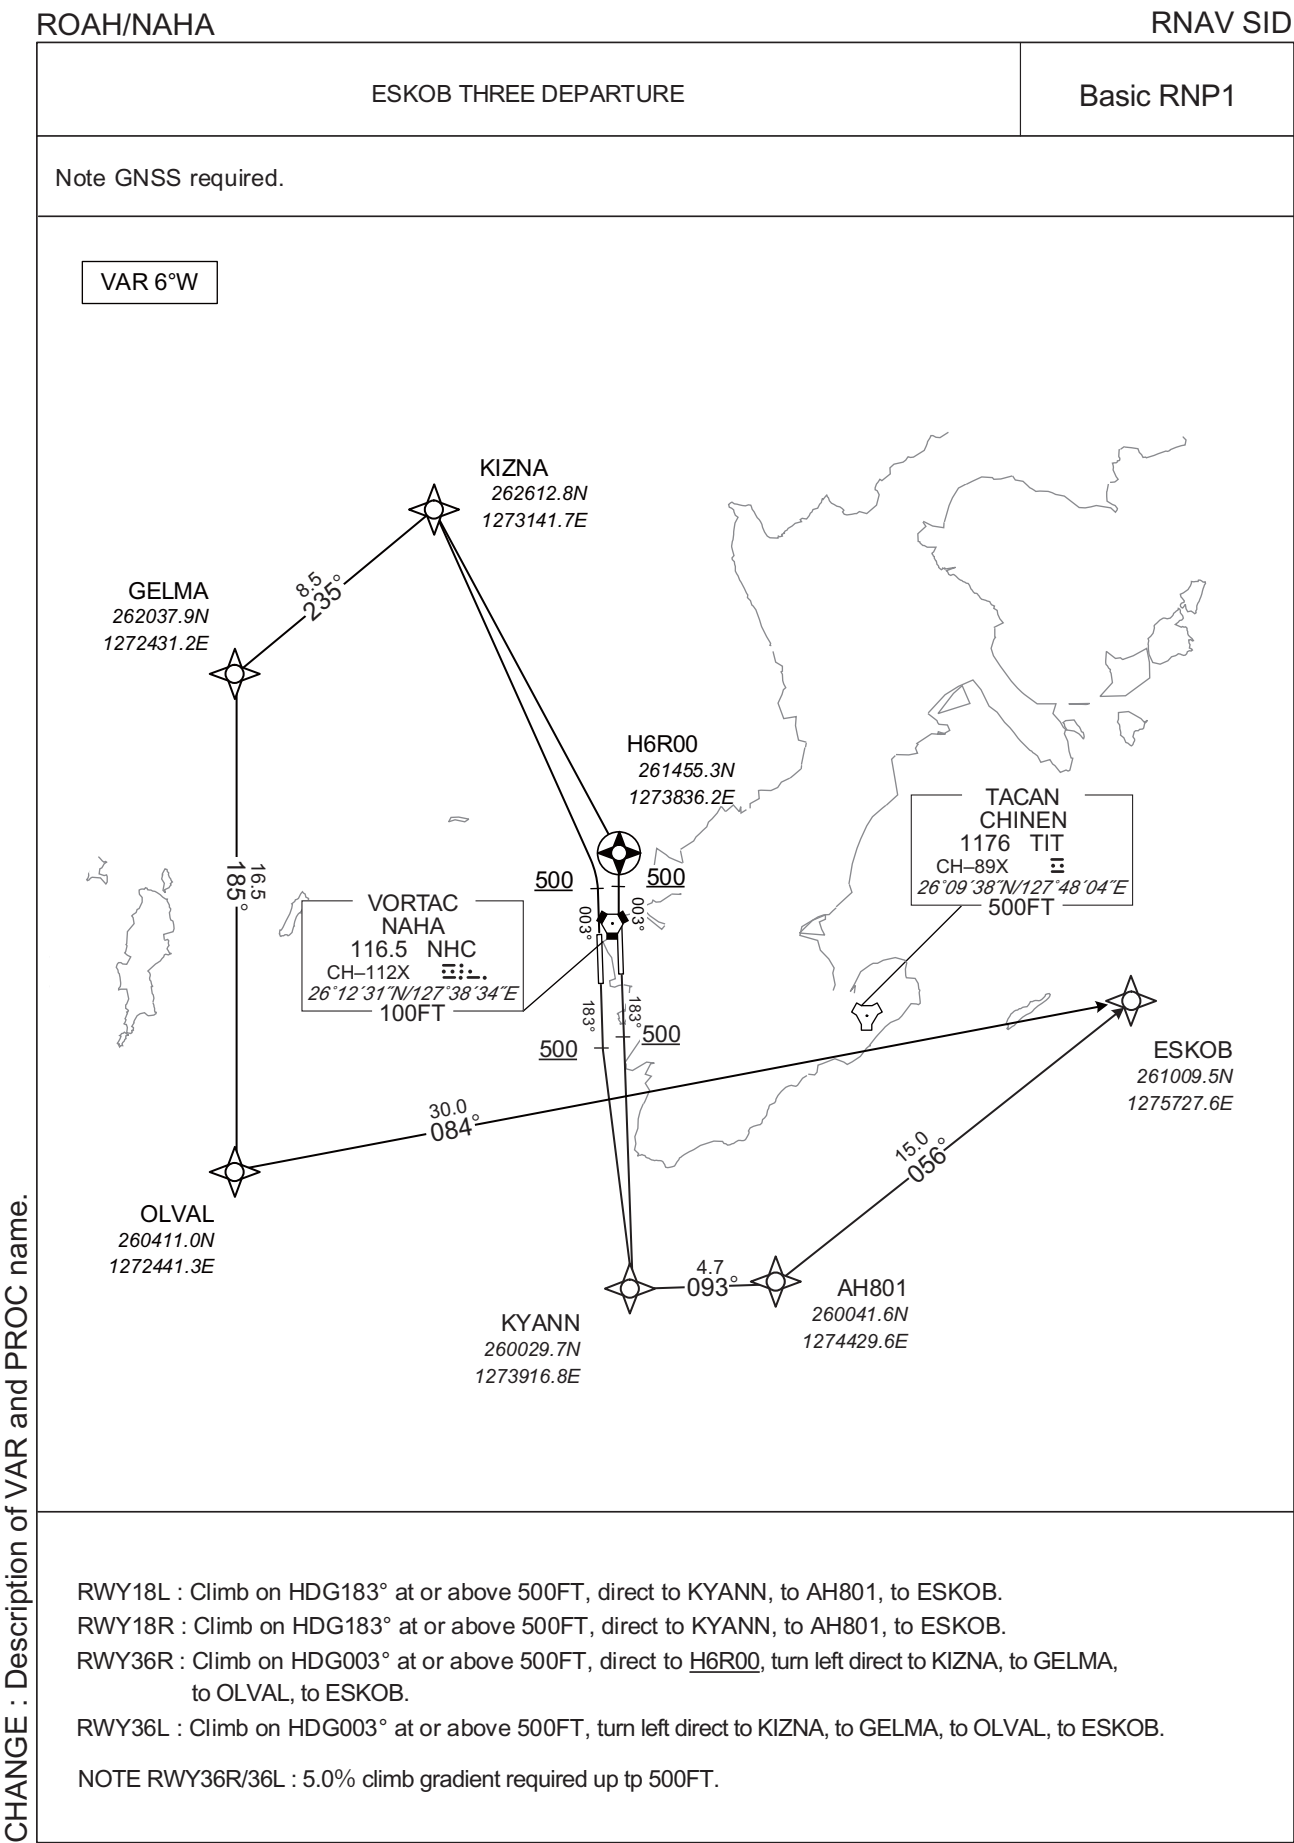 ROAH/NAHA
RNAV SID
ESKOB THREE DEPARTURE
Basic RNP1
Note GNSS required.
VAR 6°W
KIZNA
262612.8N
1273141.7E
GELMA
262037.9N
1272431.2E
8.5
235°
H6R00
261455.3N
1273836.2E
TACAN
CHINEN
1176 TIT
CH–89X
26°09´38˝N/127°48´04˝E
500FT
16.5
185°
500
500
VORTAC
NAHA
116.5 NHC
CH–112X
26°12´31˝N/127°38´34˝E
100FT
003°
003°
183°
183°
500
500
ESKOB
261009.5N
1275727.6E
30.0
084°
15.0
056°
OLVAL
260411.0N
1272441.3E
4.7
093°
AH801
260041.6N
1274429.6E
KYANN
260029.7N
1273916.8E
RWY18L : Climb on HDG183° at or above 500FT, direct to KYANN, to AH801, to ESKOB.
RWY18R : Climb on HDG183° at or above 500FT, direct to KYANN, to AH801, to ESKOB.
RWY36R : Climb on HDG003° at or above 500FT, direct to H6R00, turn left direct to KIZNA, to GELMA,
to OLVAL, to ESKOB.
RWY36L : Climb on HDG003° at or above 500FT, turn left direct to KIZNA, to GELMA, to OLVAL, to ESKOB.
NOTE RWY36R/36L : 5.0% climb gradient required up tp 500FT.
CHANGE : Description of VAR and PROC name.